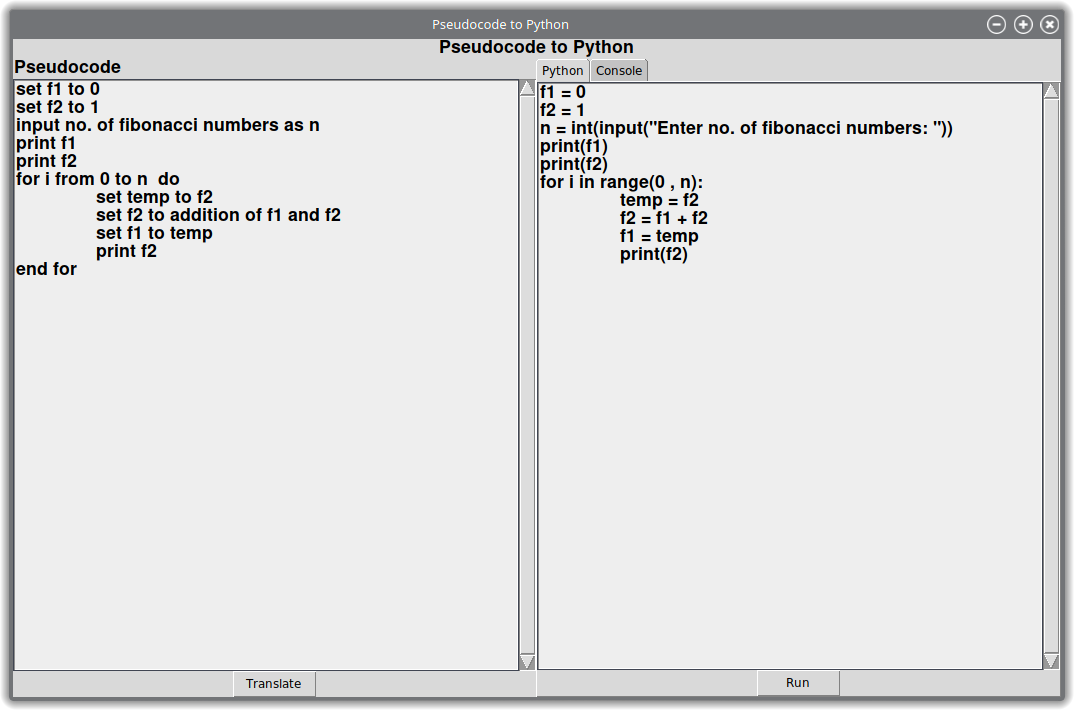 Pseudocode to Python
Pseudocode to Python
Pseudocode
set f1 to 0
set f2 to 1
input no. of fibonacci numbers as n
print f1
print f2
for i from 0 to n  do
set temp to f2
set f2 to addition of f1 and f2
set f1 to temp
print f2
end for
Translate
Python Console
f1 = 0
f2 = 1
n = int(input("Enter no. of fibonacci numbers: "))
print(f1)
print(f2)
for i in range(0 , n):
temp = f2
f2 = f1 + f2
f1 = temp
print(f2)
Run